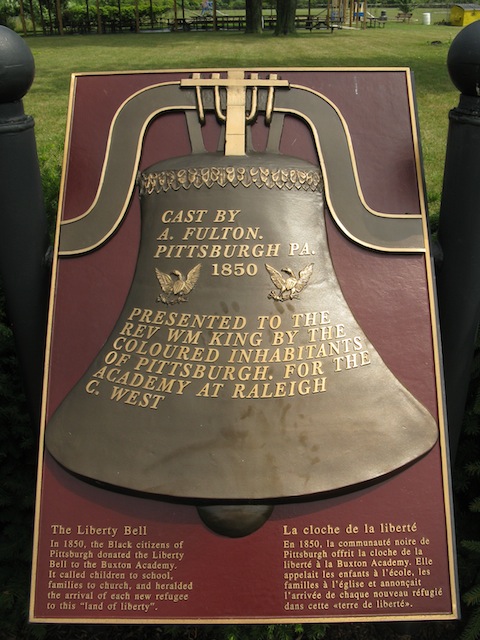 CAST BY
A. FULTON.
PITTSBURGH PA.
1850
PRESENTED TO THE
REV WM KING BY THE
COLOURED INHABITANTS
OF PITTSBURGH. FOR THE
ACADEMY AT RALEIGH
C. WEST
The Liberty Bell
In 1850, the Black citizens of
Pittsburgh donated the Liberty
Bell to the Buxton Academy.
It called children to school,
families to church, and heralded
the arrival of each new refugee
to this "land of liberty".
La cloche de la liberté
En 1850, la communauté noire de
Pittsburgh offrit la cloche de la
liberté à la Buxton Academy. Elle
appelait les enfants à l'école, les
familles à l'église et annonçait
l'arrivée de chaque nouveau réfugié
dans cette «terre de liberté».